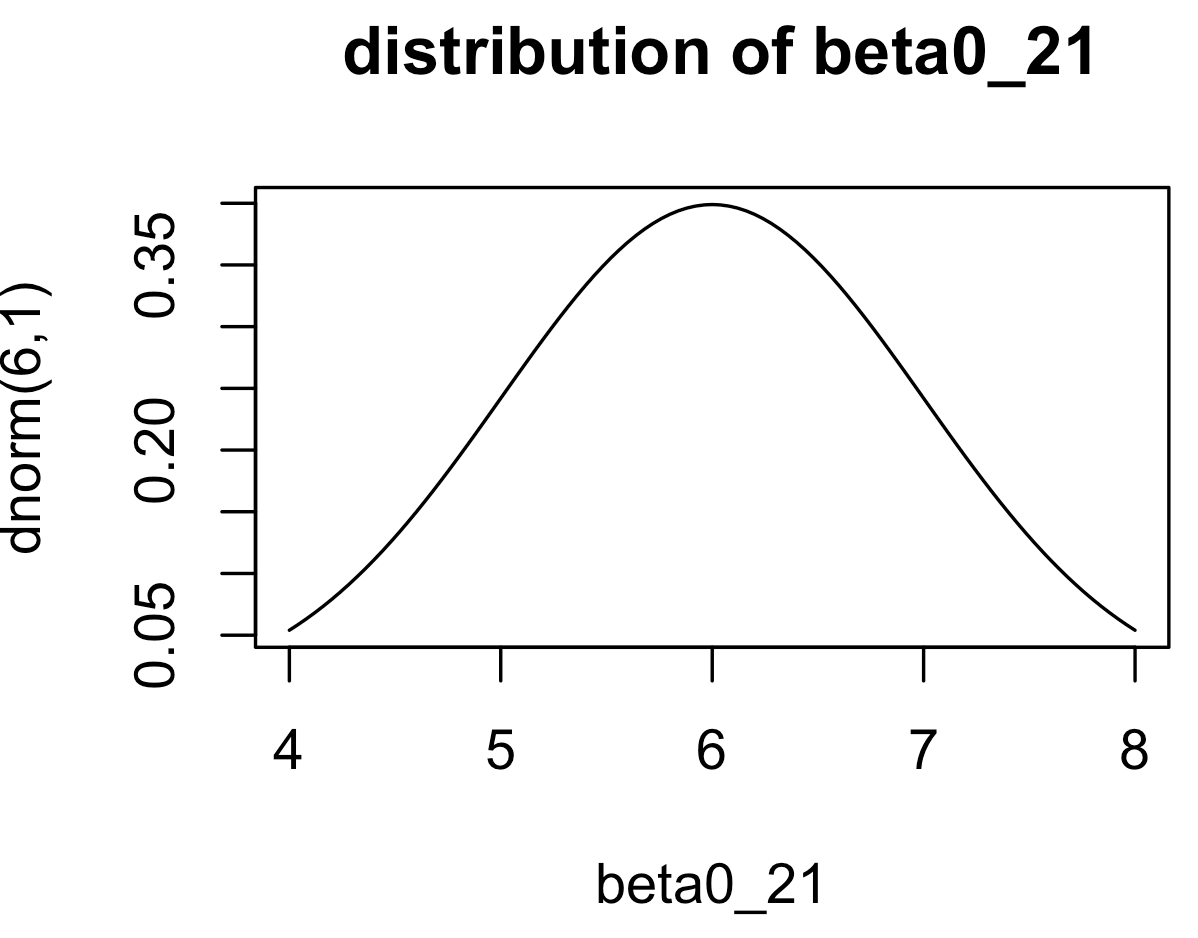 distribution of beta0_21
dnorm(6,1)
0.35
0.20
0.05
4 5 6 7 8
beta0_21